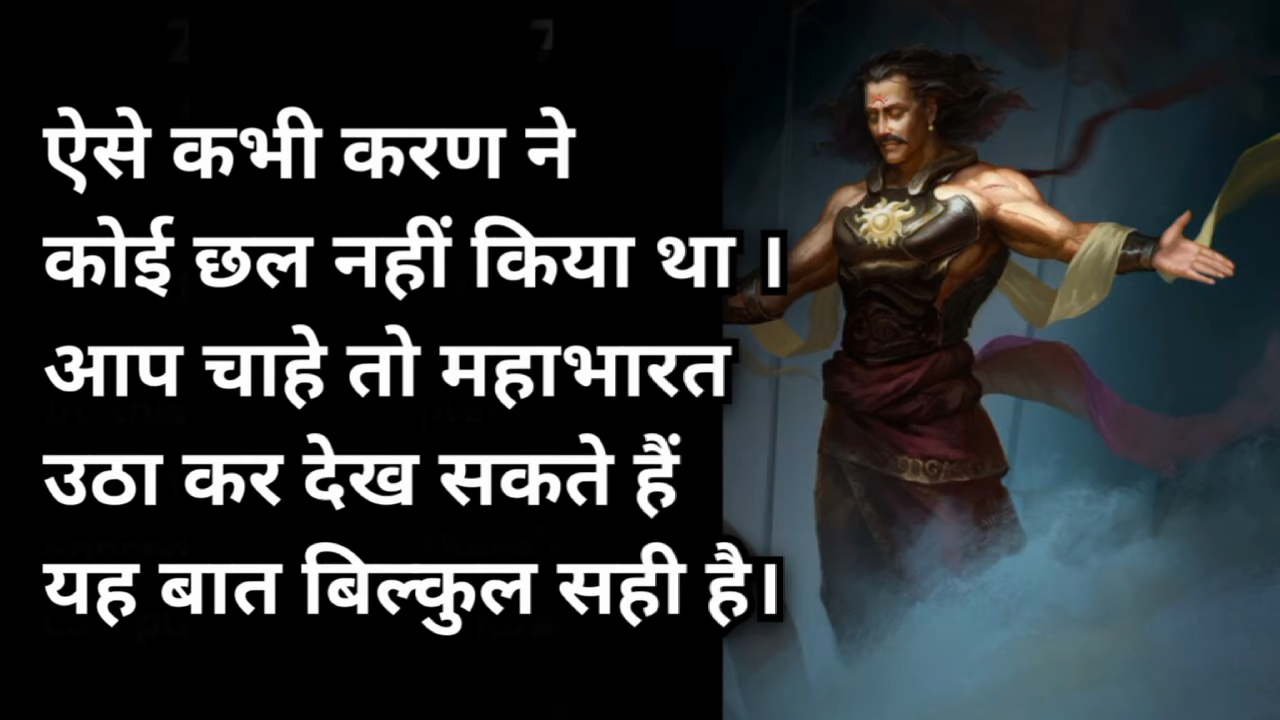 ऐसे कभी करण ने
कोई छल नहीं किया था ।
आप चाहे तो महाभारत
उठा कर देख सकते हैं
यह बात बिल्कुल सही है।